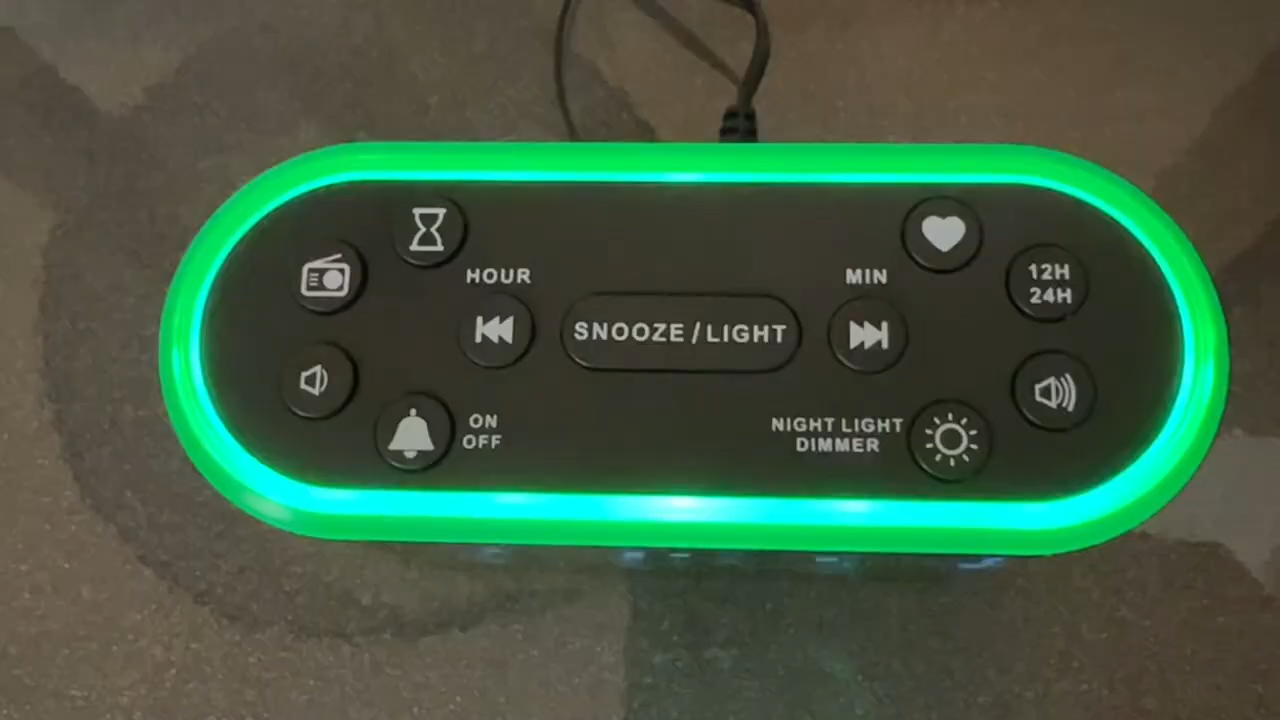 HOUR
MIN
12H
24H
SNOOZE / LIGHT
ON
OFF
NIGHT LIGHT
DIMMER